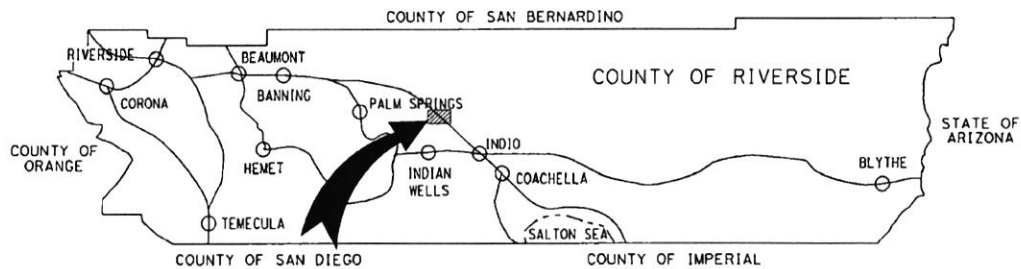 COUNTY OF SAN BERNARDINO
RIVERSIDE
BEAUMONT
COUNTY OF RIVERSIDE
CORONA
BANNING
PALM SPRINGS
STATE OF
ARIZONA
COUNTY OF
ORANGE
HEMET
INDIO
INDIAN
WELLS
COACHELLA
BLYTHE
TEMECULA
SALTON SEA
COUNTY OF SAN DIEGO
COUNTY OF IMPERIAL